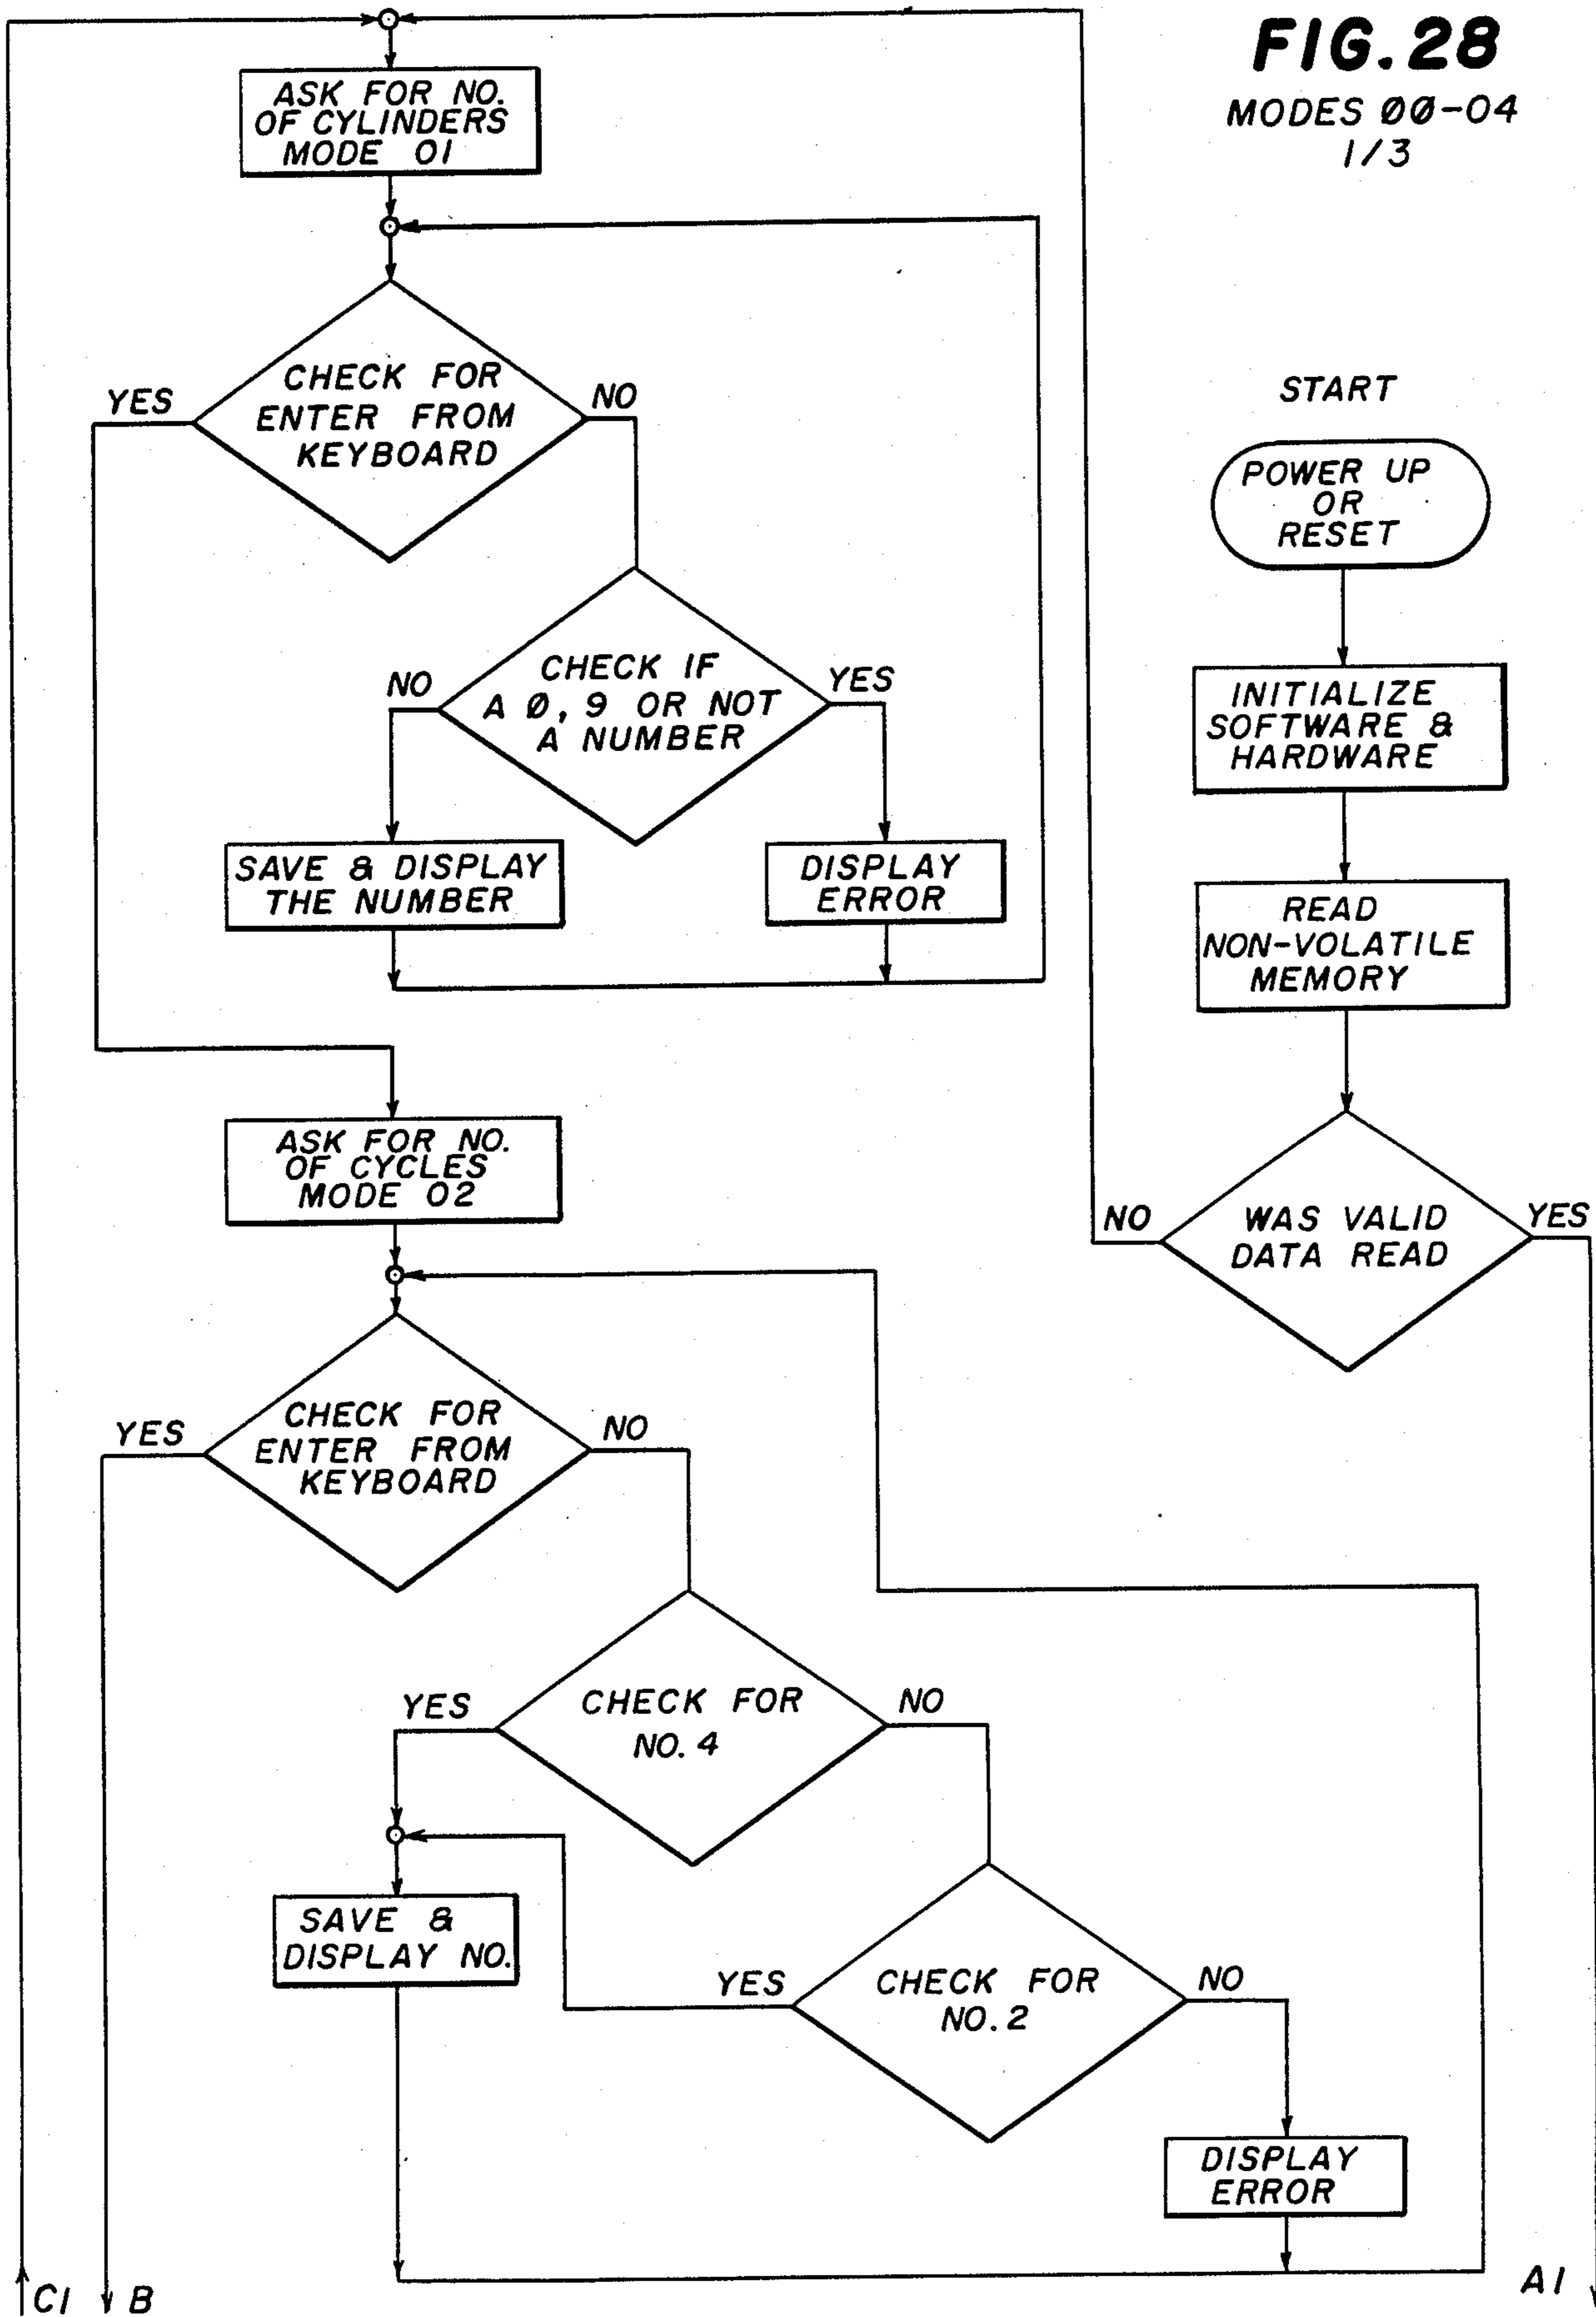 FIG.28
MODES 00-04
1/3
ASK FOR NO.
OF CYLINDERS
MODE 01
CHECK FOR
ENTER FROM
KEYBOARD
YES
NO
CHECK IF
A 0, 9 OR NOT
A NUMBER
NO
YES
SAVE & DISPLAY
THE NUMBER
DISPLAY
ERROR
START
POWER UP
OR
RESET
INITIALIZE
SOFTWARE &
HARDWARE
READ
NON-VOLATILE
MEMORY
WAS VALID
DATA READ
NO
YES
ASK FOR NO.
OF CYCLES
MODE 02
CHECK FOR
ENTER FROM
KEYBOARD
YES
NO
CHECK FOR
NO. 4
YES
NO
SAVE &
DISPLAY NO.
CHECK FOR
NO. 2
YES
NO
DISPLAY
ERROR
C1
B
A1